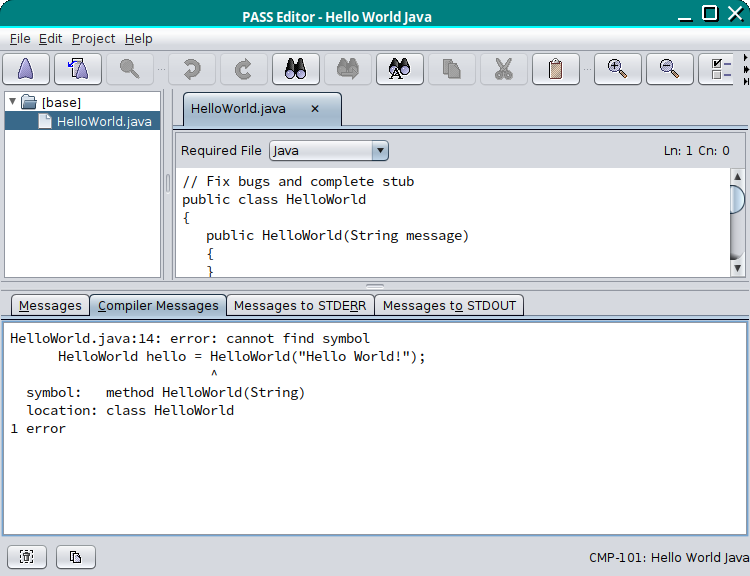 PASS Editor - Hello World Java
File Edit Project Help
[base]
HelloWorld.java
HelloWorld.java
Required File Java Ln: 1 Cn: 0
// Fix bugs and complete stub
public class HelloWorld
{
   public HelloWorld(String message)
   {
   }
Messages Compiler Messages Messages to STDERR Messages to STDOUT
HelloWorld.java:14: error: cannot find symbol
      HelloWorld hello = HelloWorld("Hello World!");
                         ^
  symbol:   method HelloWorld(String)
  location: class HelloWorld
1 error
CMP-101: Hello World Java